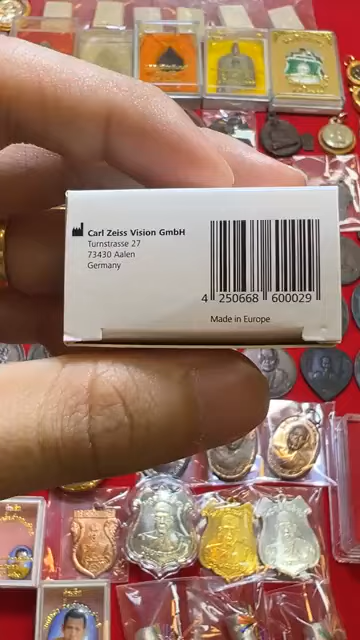 Carl Zeiss Vision GmbH
Turnstrasse 27
73430 Aalen
Germany
4 250668 600029
Made in Europe